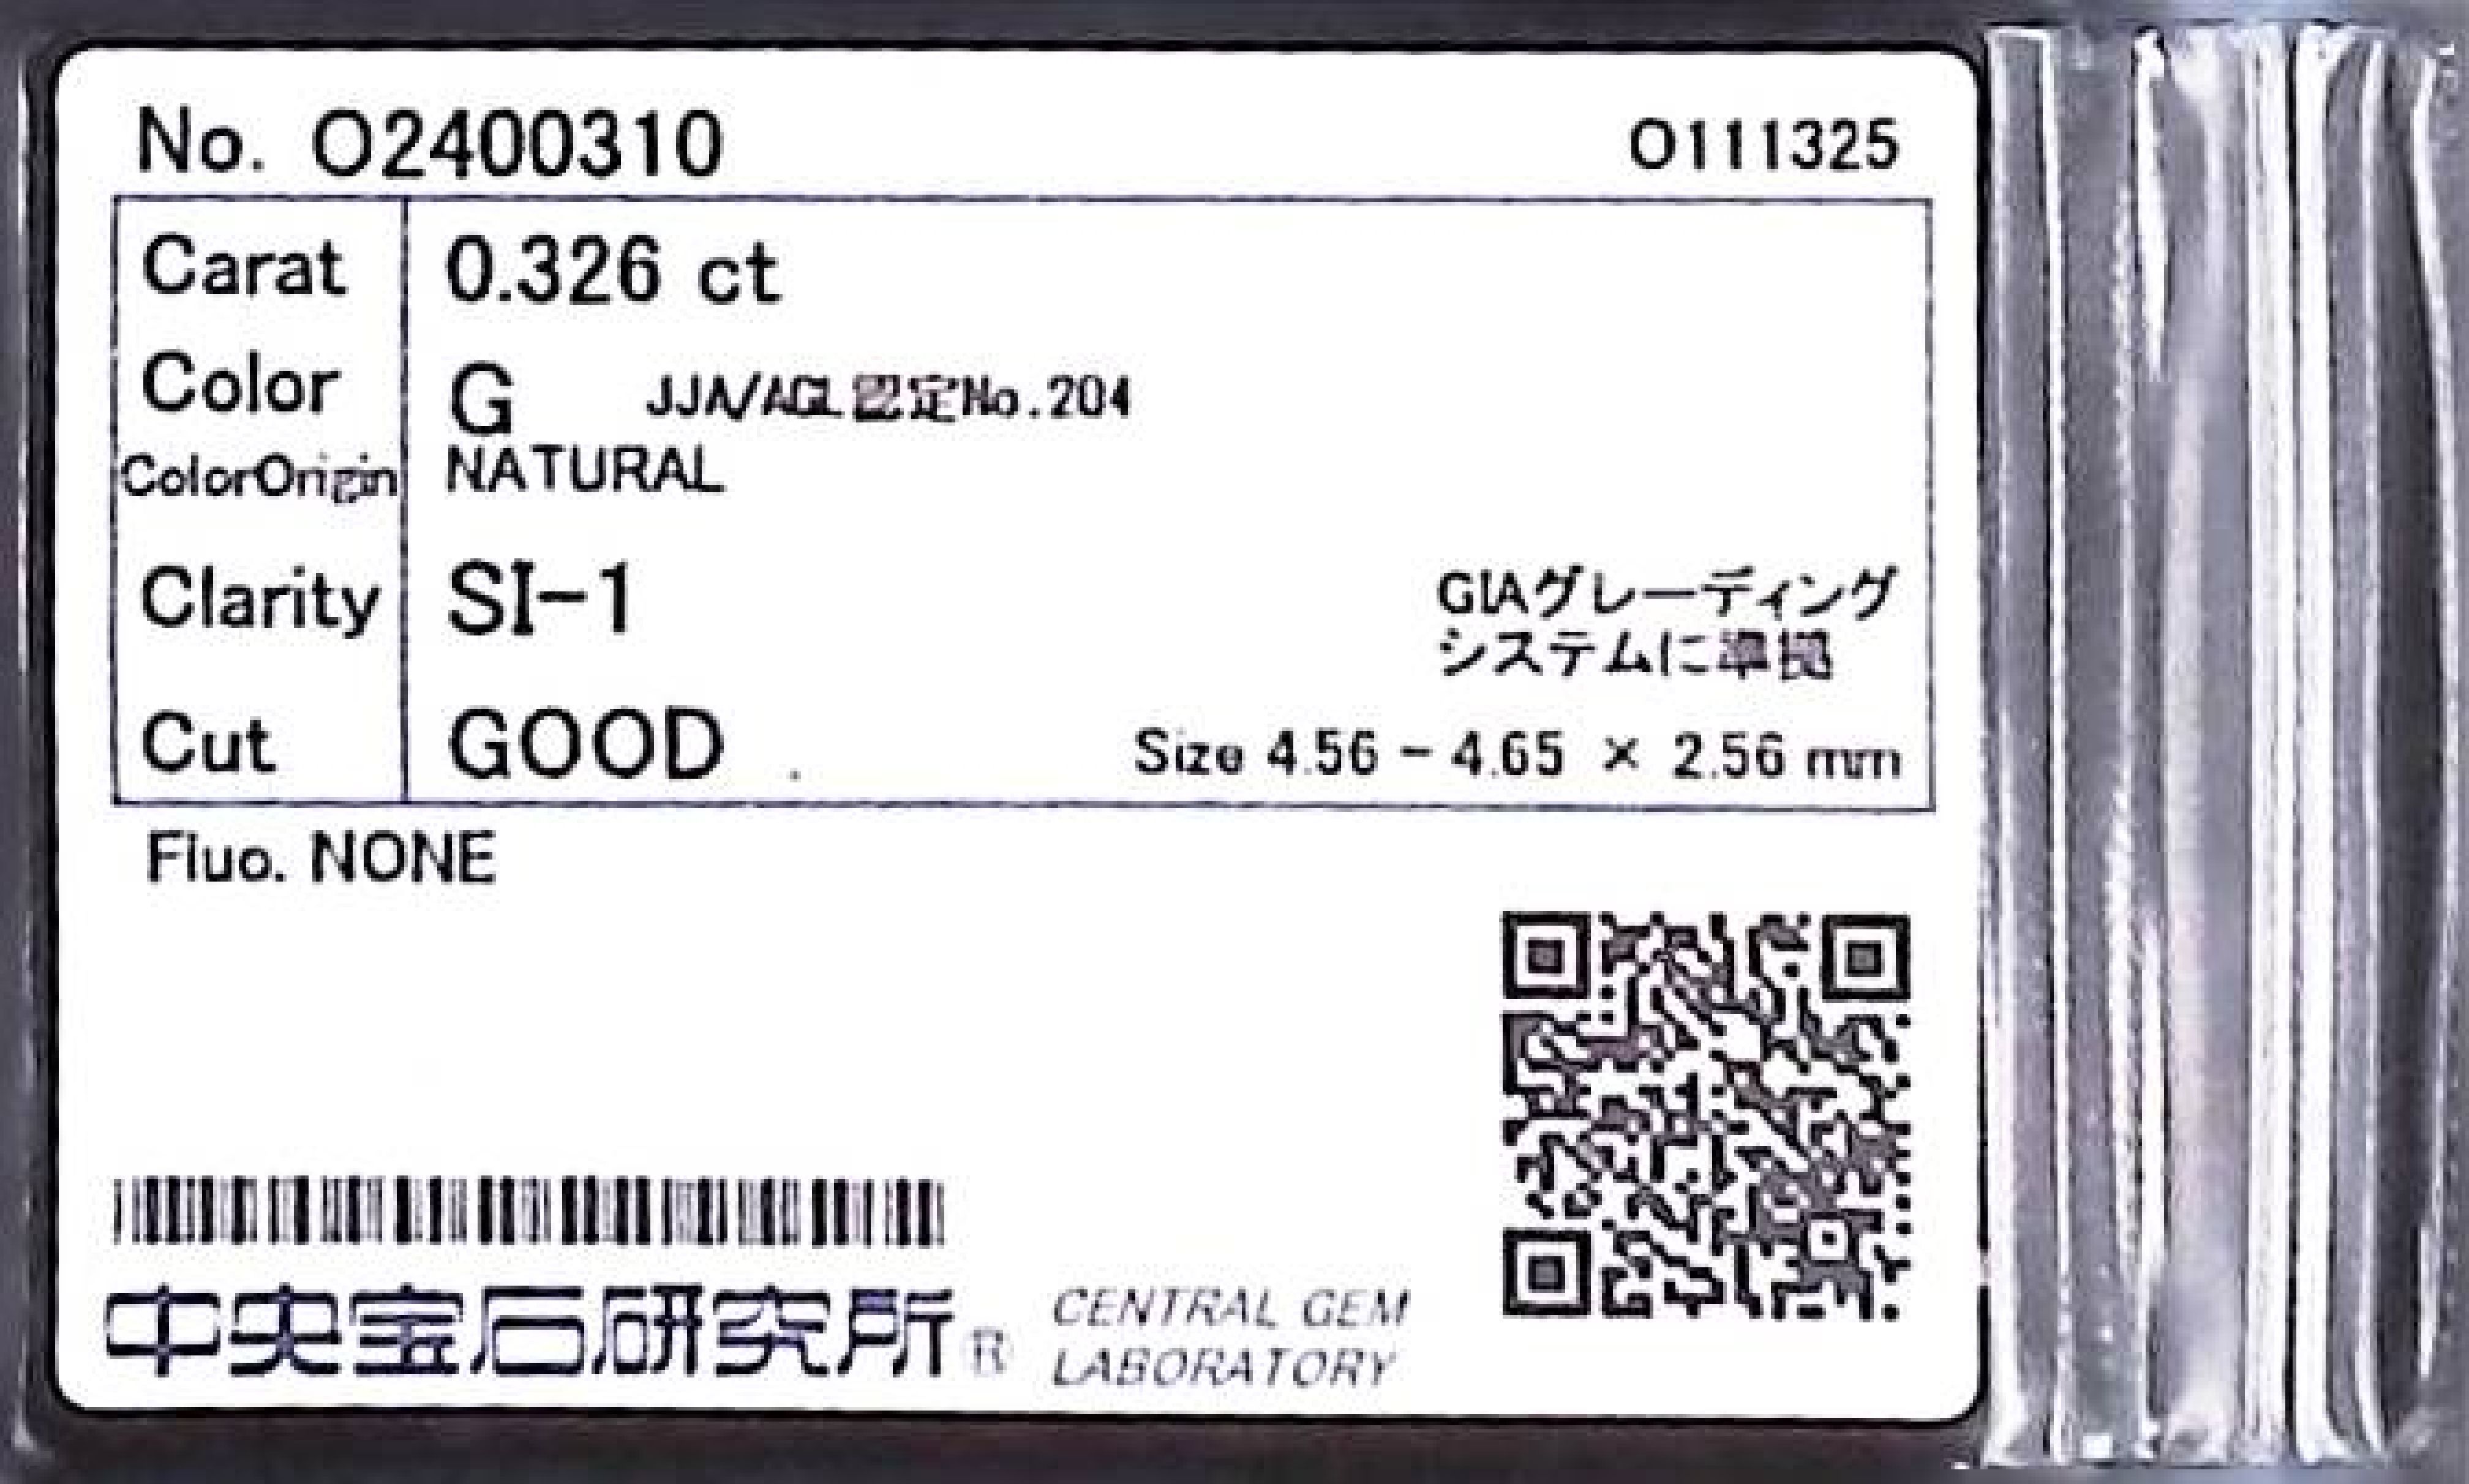 No. O2400310
O111325
Carat 0.326 ct
Color G JJA/AGL認定No.204
ColorOrigin NATURAL
Clarity SI-1
GIAグレーディング
システムに準拠
Cut GOOD
Size 4.56 - 4.65 × 2.56 mm
Fluo. NONE
中央宝石研究所®
CENTRAL GEM
LABORATORY